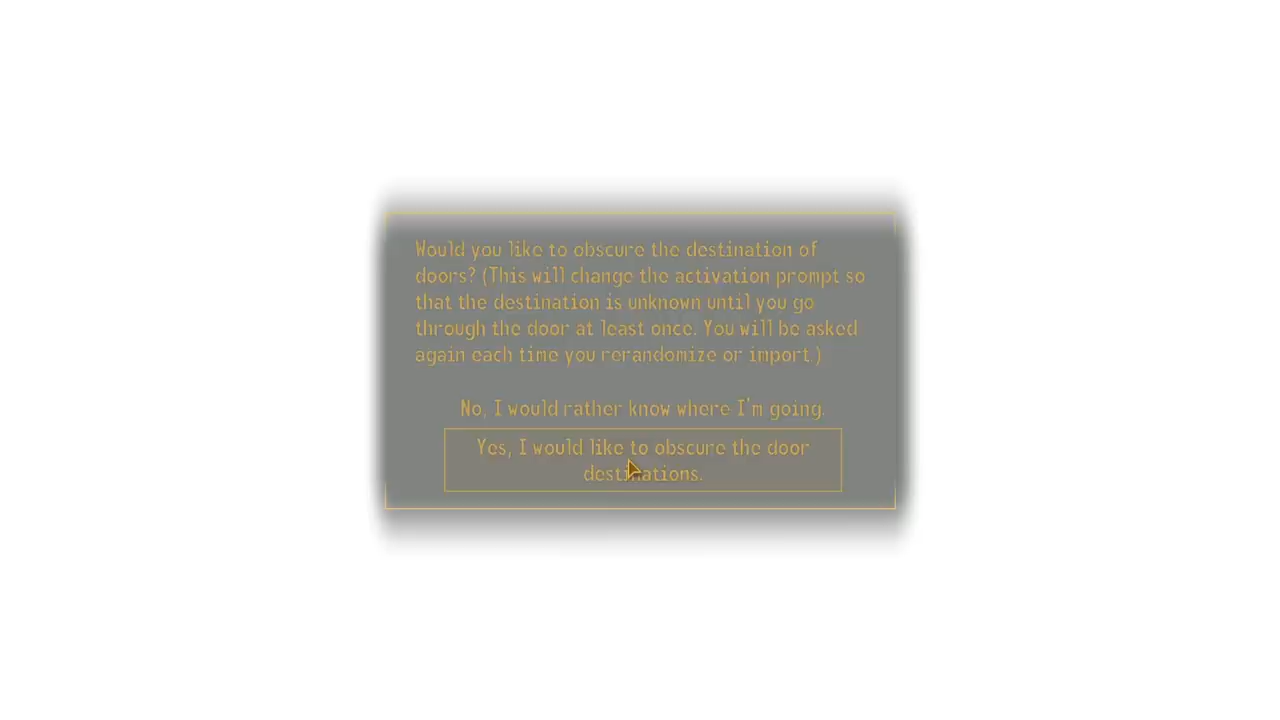 Would you like to obscure the destination of
doors? (This will change the activation prompt so
that the destination is unknown until you go
through the door at least once. You will be asked
again each time you rerandomize or import.)
No, I would rather know where I'm going.
Yes, I would like to obscure the door
destinations.